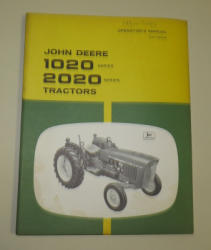 OPERATOR'S MANUAL
JOHN DEERE
1020 SERIES
2020 SERIES
TRACTORS